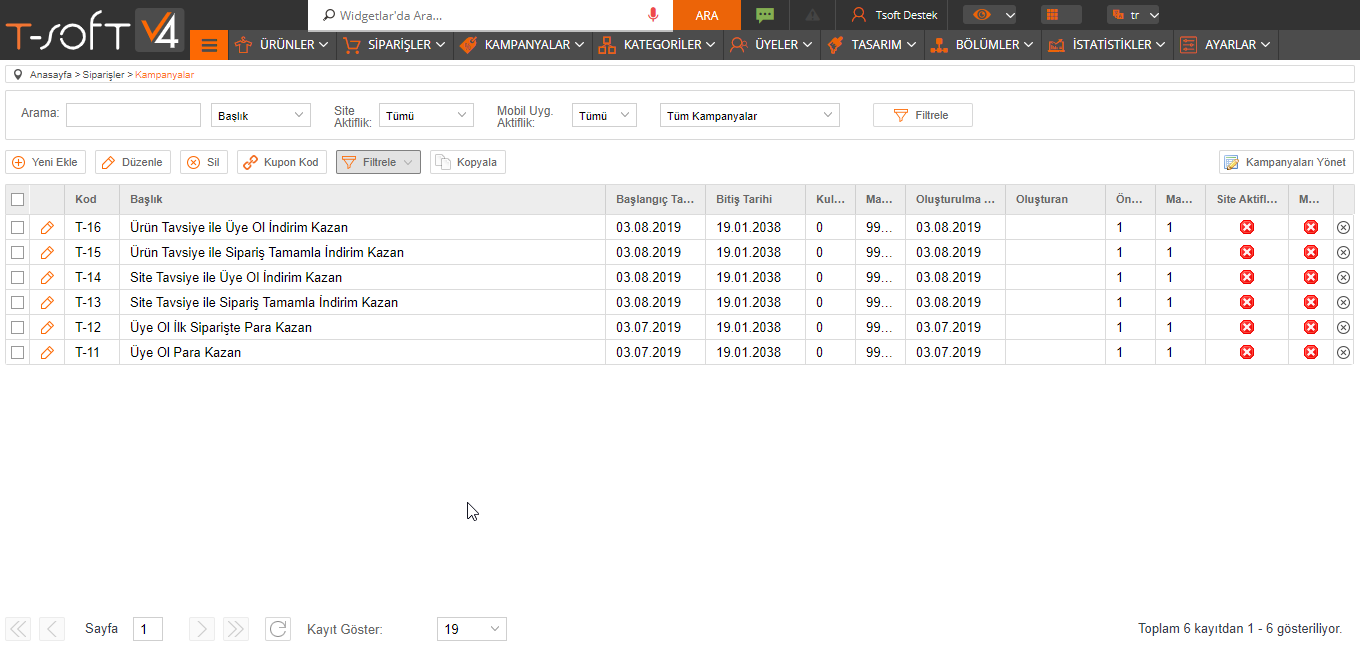 T-SOFT V4
Widgetlar'da Ara... ARA Tsoft Destek tr
ÜRÜNLER SİPARİŞLER KAMPANYALAR KATEGORİLER ÜYELER TASARIM BÖLÜMLER İSTATİSTİKLER AYARLAR
Anasayfa > Siparişler > Kampanyalar
Arama: Başlık Site Aktiflik: Tümü Mobil Uyg. Aktiflik: Tümü Tüm Kampanyalar Filtrele
Yeni Ekle Düzenle Sil Kupon Kod Filtrele Kopyala Kampanyaları Yönet
Kod Başlık Başlangıç Ta... Bitiş Tarihi Kul... Ma... Oluşturulma ... Oluşturan Ön... Ma... Site Aktifl... M...
T-16 Ürün Tavsiye ile Üye Ol İndirim Kazan 03.08.2019 19.01.2038 0 99... 03.08.2019 1 1
T-15 Ürün Tavsiye ile Sipariş Tamamla İndirim Kazan 03.08.2019 19.01.2038 0 99... 03.08.2019 1 1
T-14 Site Tavsiye ile Üye Ol İndirim Kazan 03.08.2019 19.01.2038 0 99... 03.08.2019 1 1
T-13 Site Tavsiye ile Sipariş Tamamla İndirim Kazan 03.08.2019 19.01.2038 0 99... 03.08.2019 1 1
T-12 Üye Ol İlk Siparişte Para Kazan 03.07.2019 19.01.2038 0 99... 03.07.2019 1 1
T-11 Üye Ol Para Kazan 03.07.2019 19.01.2038 0 99... 03.07.2019 1 1
Sayfa 1 Kayıt Göster: 19 Toplam 6 kayıtdan 1 - 6 gösteriliyor.